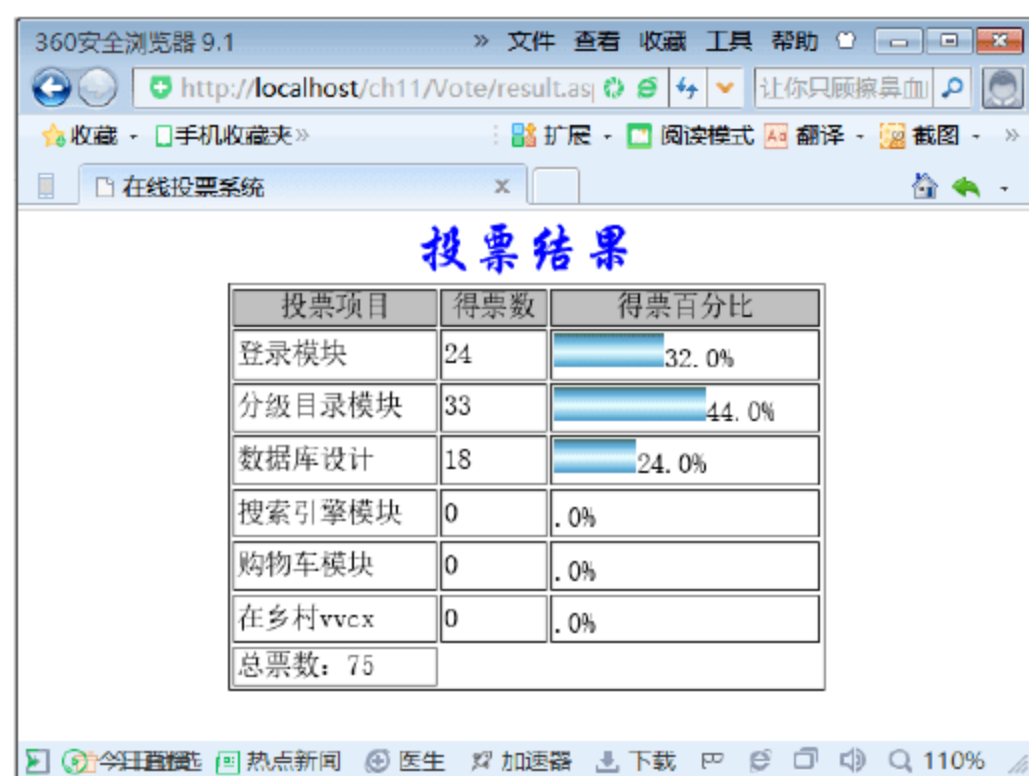 360安全浏览器 9.1 » 文件 查看 收藏 工具 帮助
http://localhost/ch11/Vote/result.asp 让你只顾擦鼻血
收藏 手机收藏夹» 扩展 阅读模式 Aa 翻译 截图 »
在线投票系统 x
投票结果
投票项目 得票数 得票百分比
登录模块 24 32.0%
分级目录模块 33 44.0%
数据库设计 18 24.0%
搜索引擎模块 0 .0%
购物车模块 0 .0%
在乡村vvcx 0 .0%
总票数：75
热点新闻 医生 加速器 下载 110%